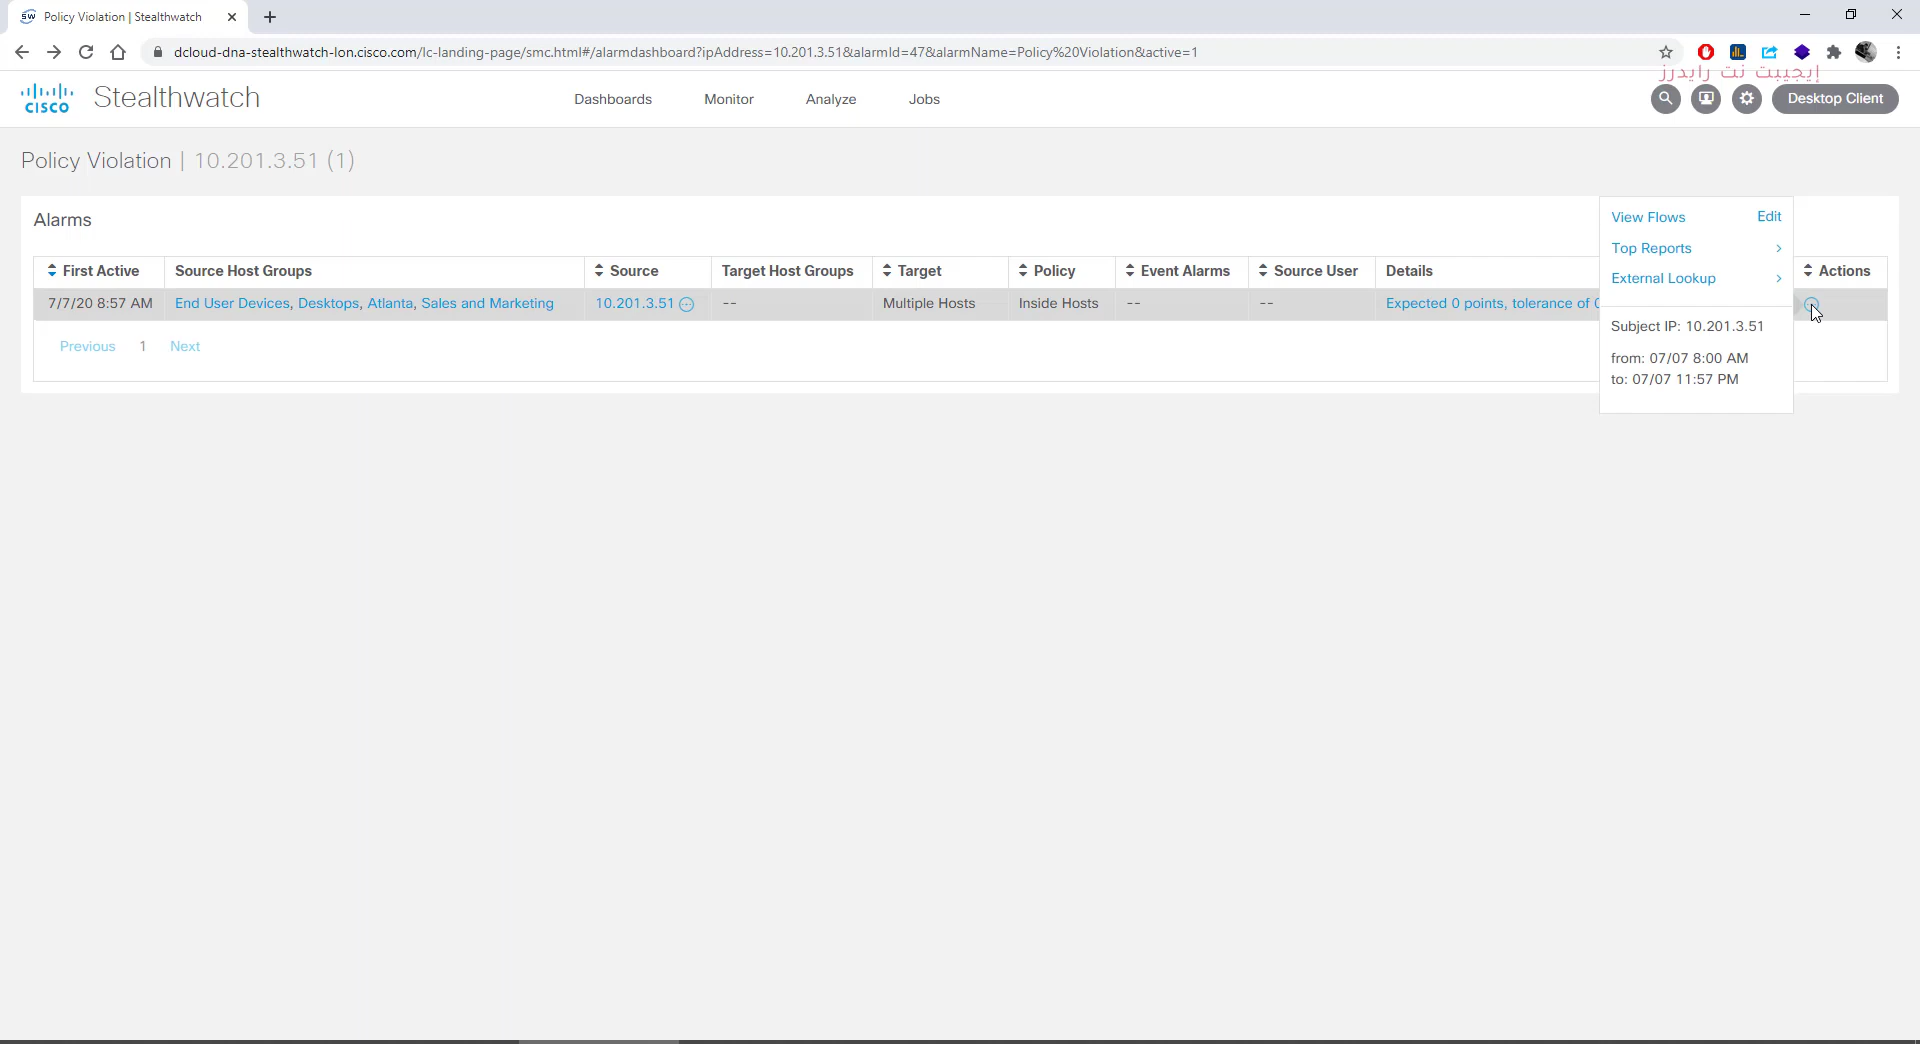 Policy Violation | Stealthwatch
dcloud-dna-stealthwatch-lon.cisco.com/lc-landing-page/smc.html#/alarmdashboard?ipAddress=10.201.3.51&alarmId=47&alarmName=Policy%20Violation&active=1
إيجيبت نت رايدرز
CISCO Stealthwatch Dashboards Monitor Analyze Jobs Desktop Client
Policy Violation | 10.201.3.51 (1)
Alarms
View Flows Edit
Top Reports
External Lookup
Subject IP: 10.201.3.51
from: 07/07 8:00 AM
to: 07/07 11:57 PM
First Active Source Host Groups Source Target Host Groups Target Policy Event Alarms Source User Details Actions
7/7/20 8:57 AM End User Devices, Desktops, Atlanta, Sales and Marketing 10.201.3.51 -- Multiple Hosts Inside Hosts -- -- Expected 0 points, tolerance of
Previous 1 Next